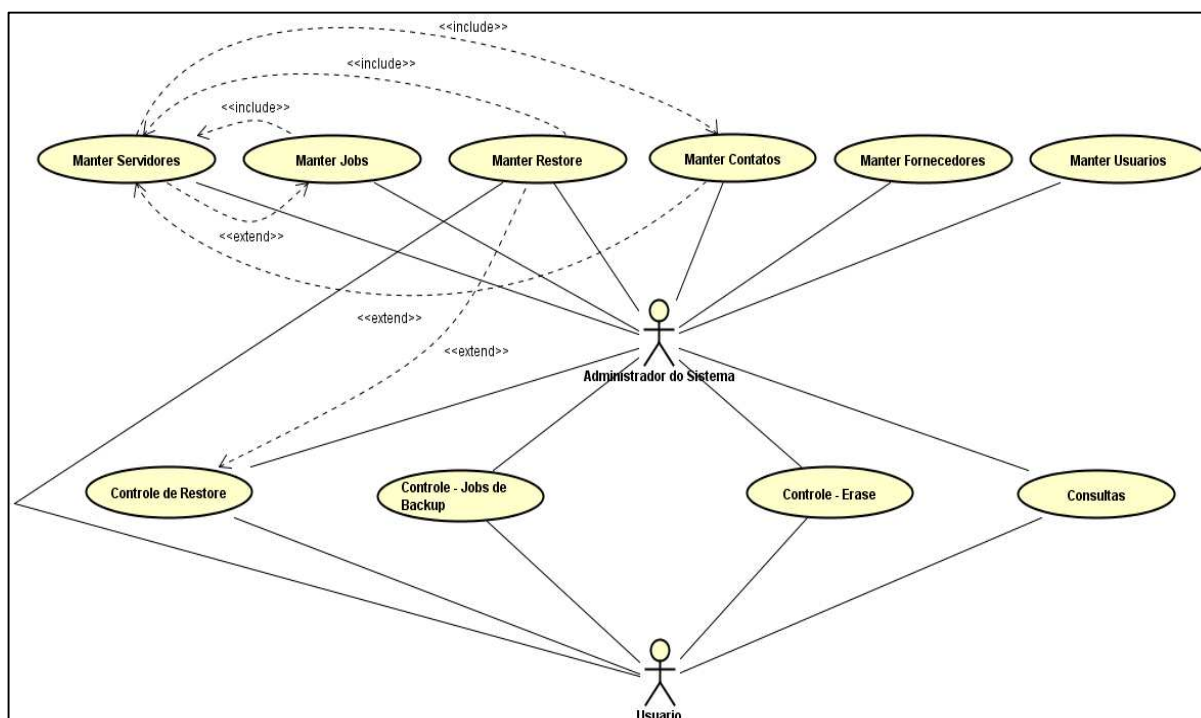 <<include>>
<<include>>
<<include>>
Manter Servidores
Manter Jobs
Manter Restore
Manter Contatos
Manter Fornecedores
Manter Usuarios
<<extend>>
<<extend>>
<<extend>>
Administrador do Sistema
Controle de Restore
Controle - Jobs de
Backup
Controle - Erase
Consultas
Usuario